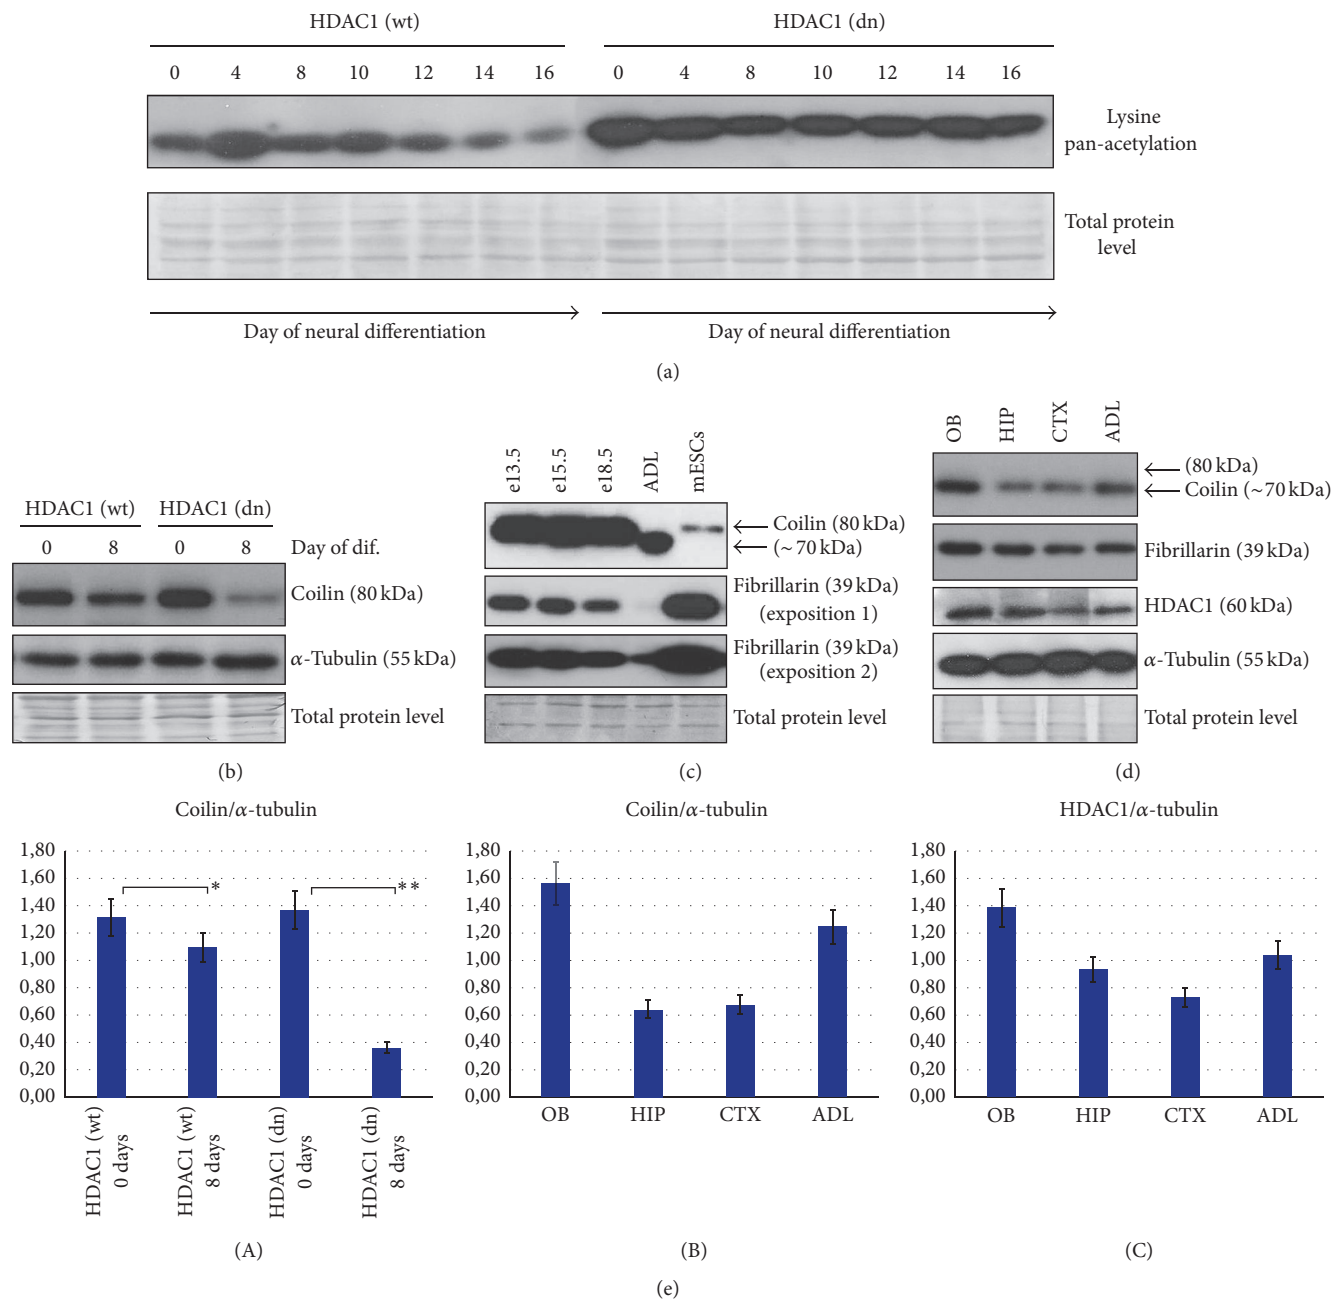 HDAC1 (wt)
HDAC1 (dn)
0 4 8 10 12 14 16 0 4 8 10 12 14 16
Lysine
pan-acetylation
Total protein
level
Day of neural differentiation
Day of neural differentiation
(a)
HDAC1 (wt) HDAC1 (dn)
0 8 0 8 Day of dif.
Coilin (80 kDa)
α-Tubulin (55 kDa)
Total protein level
(b)
e13.5
e15.5
e18.5
ADL
mESCs
Coilin (80 kDa)
(~70 kDa)
Fibrillarin (39 kDa)
(exposition 1)
Fibrillarin (39 kDa)
(exposition 2)
Total protein level
(c)
OB
HIP
CTX
ADL
(80 kDa)
Coilin (~70 kDa)
Fibrillarin (39 kDa)
HDAC1 (60 kDa)
α-Tubulin (55 kDa)
Total protein level
(d)
Coilin/α-tubulin
1,80
1,60
1,40
1,20
1,00
0,80
0,60
0,40
0,20
0,00
*
**
HDAC1 (wt)
0 days
HDAC1 (wt)
8 days
HDAC1 (dn)
0 days
HDAC1 (dn)
8 days
(A)
Coilin/α-tubulin
1,80
1,60
1,40
1,20
1,00
0,80
0,60
0,40
0,20
0,00
OB HIP CTX ADL
(B)
HDAC1/α-tubulin
1,80
1,60
1,40
1,20
1,00
0,80
0,60
0,40
0,20
0,00
OB HIP CTX ADL
(C)
(e)